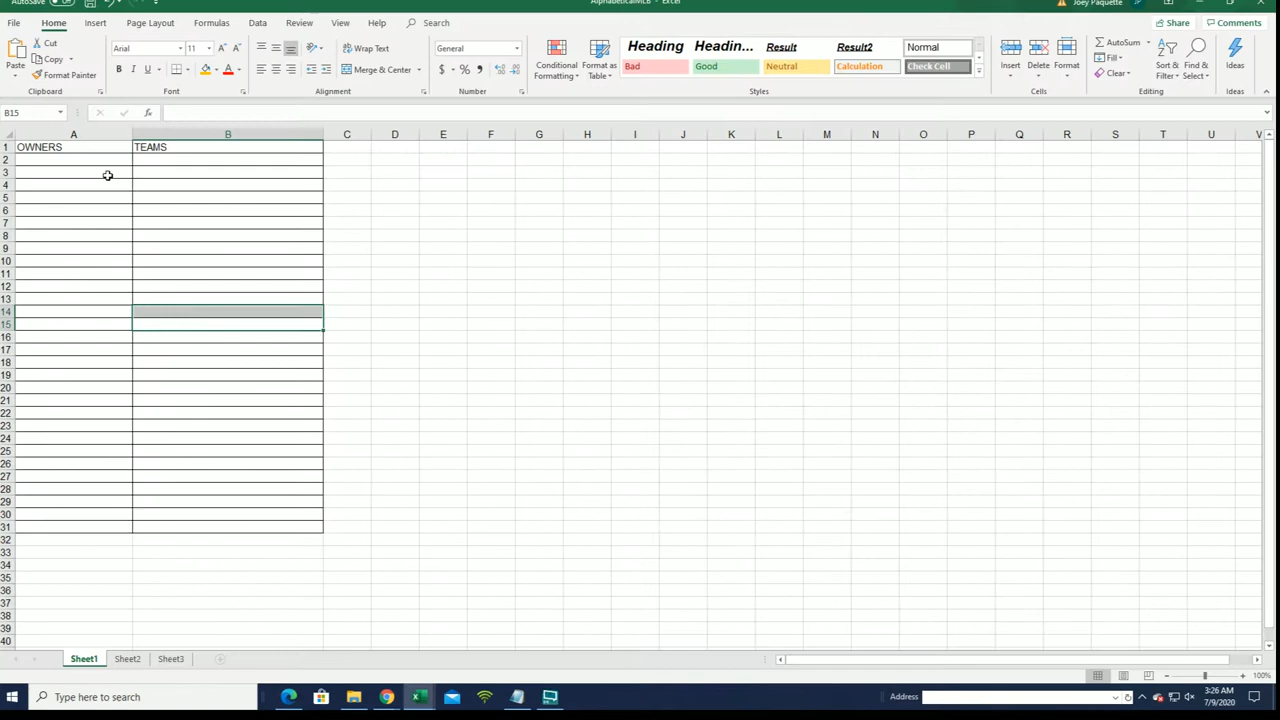 AutoSave Off AlphabeticalMLB - Excel Joey Paquette JP
File Home Insert Page Layout Formulas Data Review View Help Search Share Comments
Paste Cut Copy Format Painter Clipboard
Arial 11 B I U A Font
Wrap Text Merge & Center Alignment
General $ % , Number
Conditional Formatting Format as Table
Heading Headin... Result Result2 Normal
Bad Good Neutral Calculation Check Cell
Styles
Insert Delete Format Cells
AutoSum Fill Clear Sort & Filter Find & Select Editing
Ideas Ideas
B15 fx
A B C D E F G H I J K L M N O P Q R S T U V
1 OWNERS TEAMS
2
3
4
5
6
7
8
9
10
11
12
13
14
15
16
17
18
19
20
21
22
23
24
25
26
27
28
29
30
31
32
33
34
35
36
37
38
39
40
Sheet1 Sheet2 Sheet3
100%
Type here to search Address 3:26 AM
7/9/2020